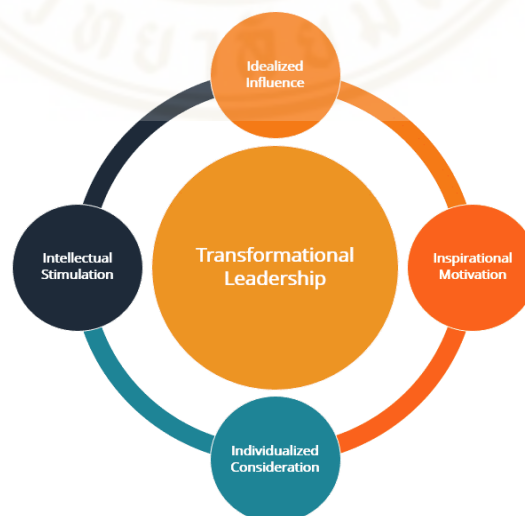 Idealized
Influence
Transformational
Leadership
Intellectual
Stimulation
Inspirational
Motivation
Individualized
Consideration